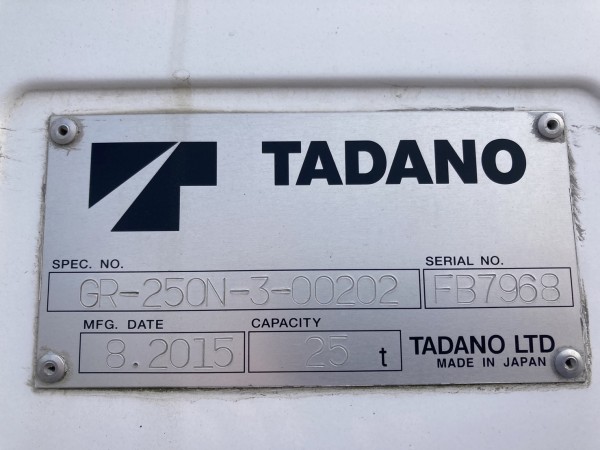 TADANO
SPEC. NO. SERIAL NO.
GR-250N-3-00202 FB7968
MFG. DATE CAPACITY
8.2015 25 t TADANO LTD
MADE IN JAPAN